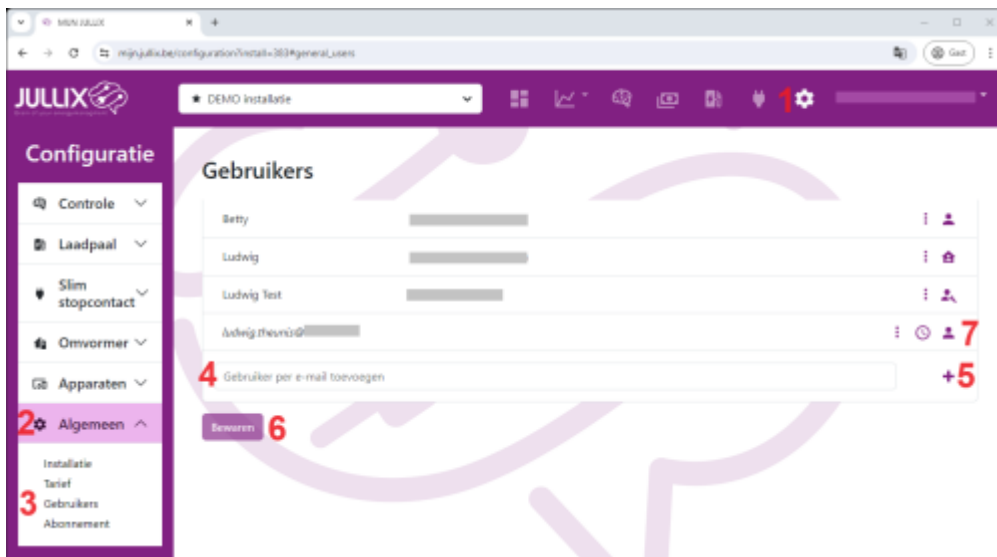 MIJN JULLIX
mijn.jullix.be/configuration?install=383#general_users
Gast
JULLIX
DEMO installatie
1
Configuratie
Gebruikers
Controle
Laadpaal
Slim
stopcontact
Omvormer
Apparaten
2 Algemeen
Installatie
Tarief
3 Gebruikers
Abonnement
Betty
Ludwig
Ludwig Test
ludwig.theunis@
7
4 Gebruiker per e-mail toevoegen
5
Bewaren 6